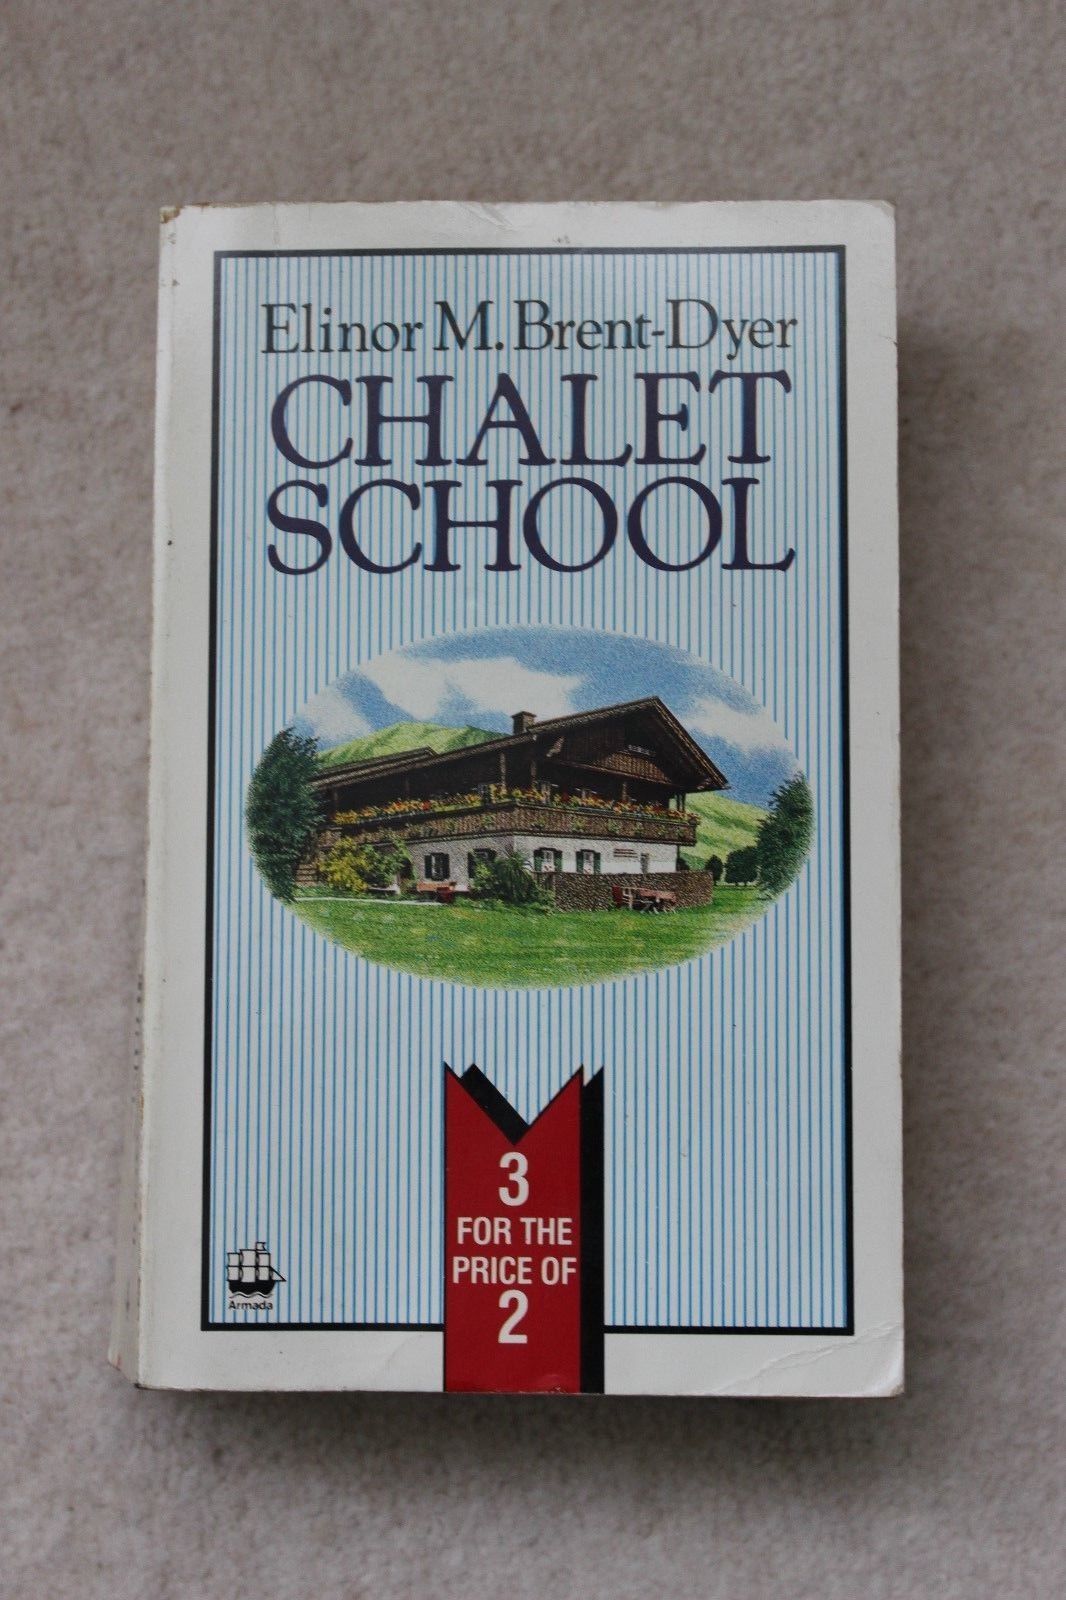 Elinor M. Brent-Dyer
CHALET
SCHOOL
3
FOR THE
PRICE OF
2
Armada